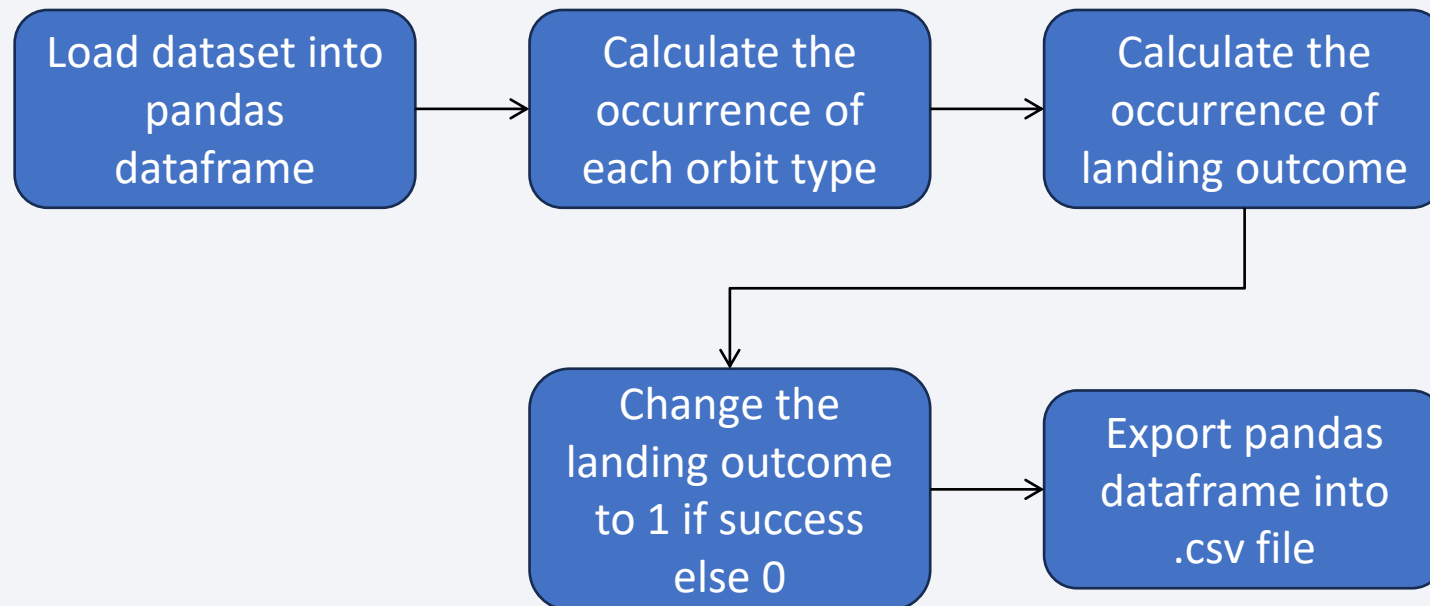 Load dataset into
pandas
dataframe
Calculate the
occurrence of
each orbit type
Calculate the
occurrence of
landing outcome
Change the
landing outcome
to 1 if success
else 0
Export pandas
dataframe into
.csv file